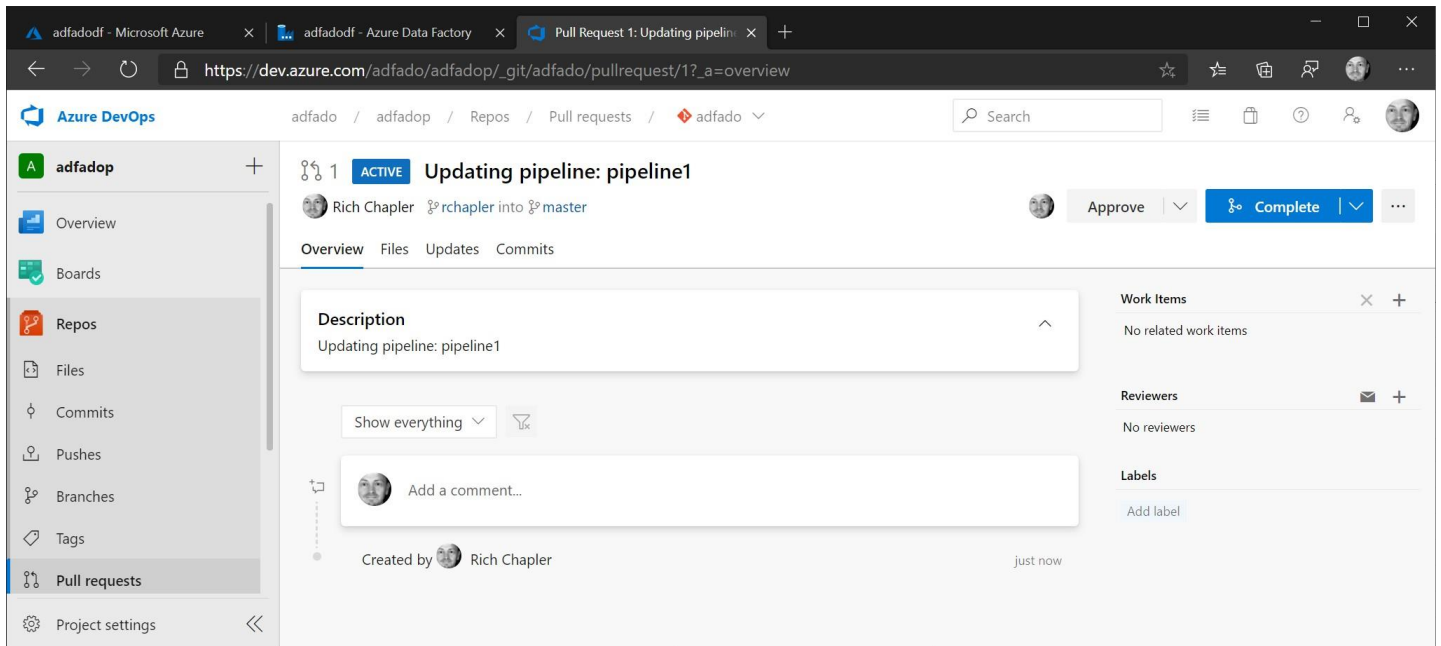 adfadodf - Microsoft Azure
adfadodf - Azure Data Factory
Pull Request 1: Updating pipeline
https://dev.azure.com/adfado/adfadop/_git/adfado/pullrequest/1?_a=overview
Azure DevOps
adfado / adfadop / Repos / Pull requests / adfado
Search
A adfadop
1 ACTIVE Updating pipeline: pipeline1
Rich Chapler rchapler into master
Approve
Complete
Overview Files Updates Commits
Overview
Boards
Repos
Files
Commits
Pushes
Branches
Tags
Pull requests
Project settings
Description
Updating pipeline: pipeline1
Show everything
Add a comment...
Created by Rich Chapler just now
Work Items
No related work items
Reviewers
No reviewers
Labels
Add label